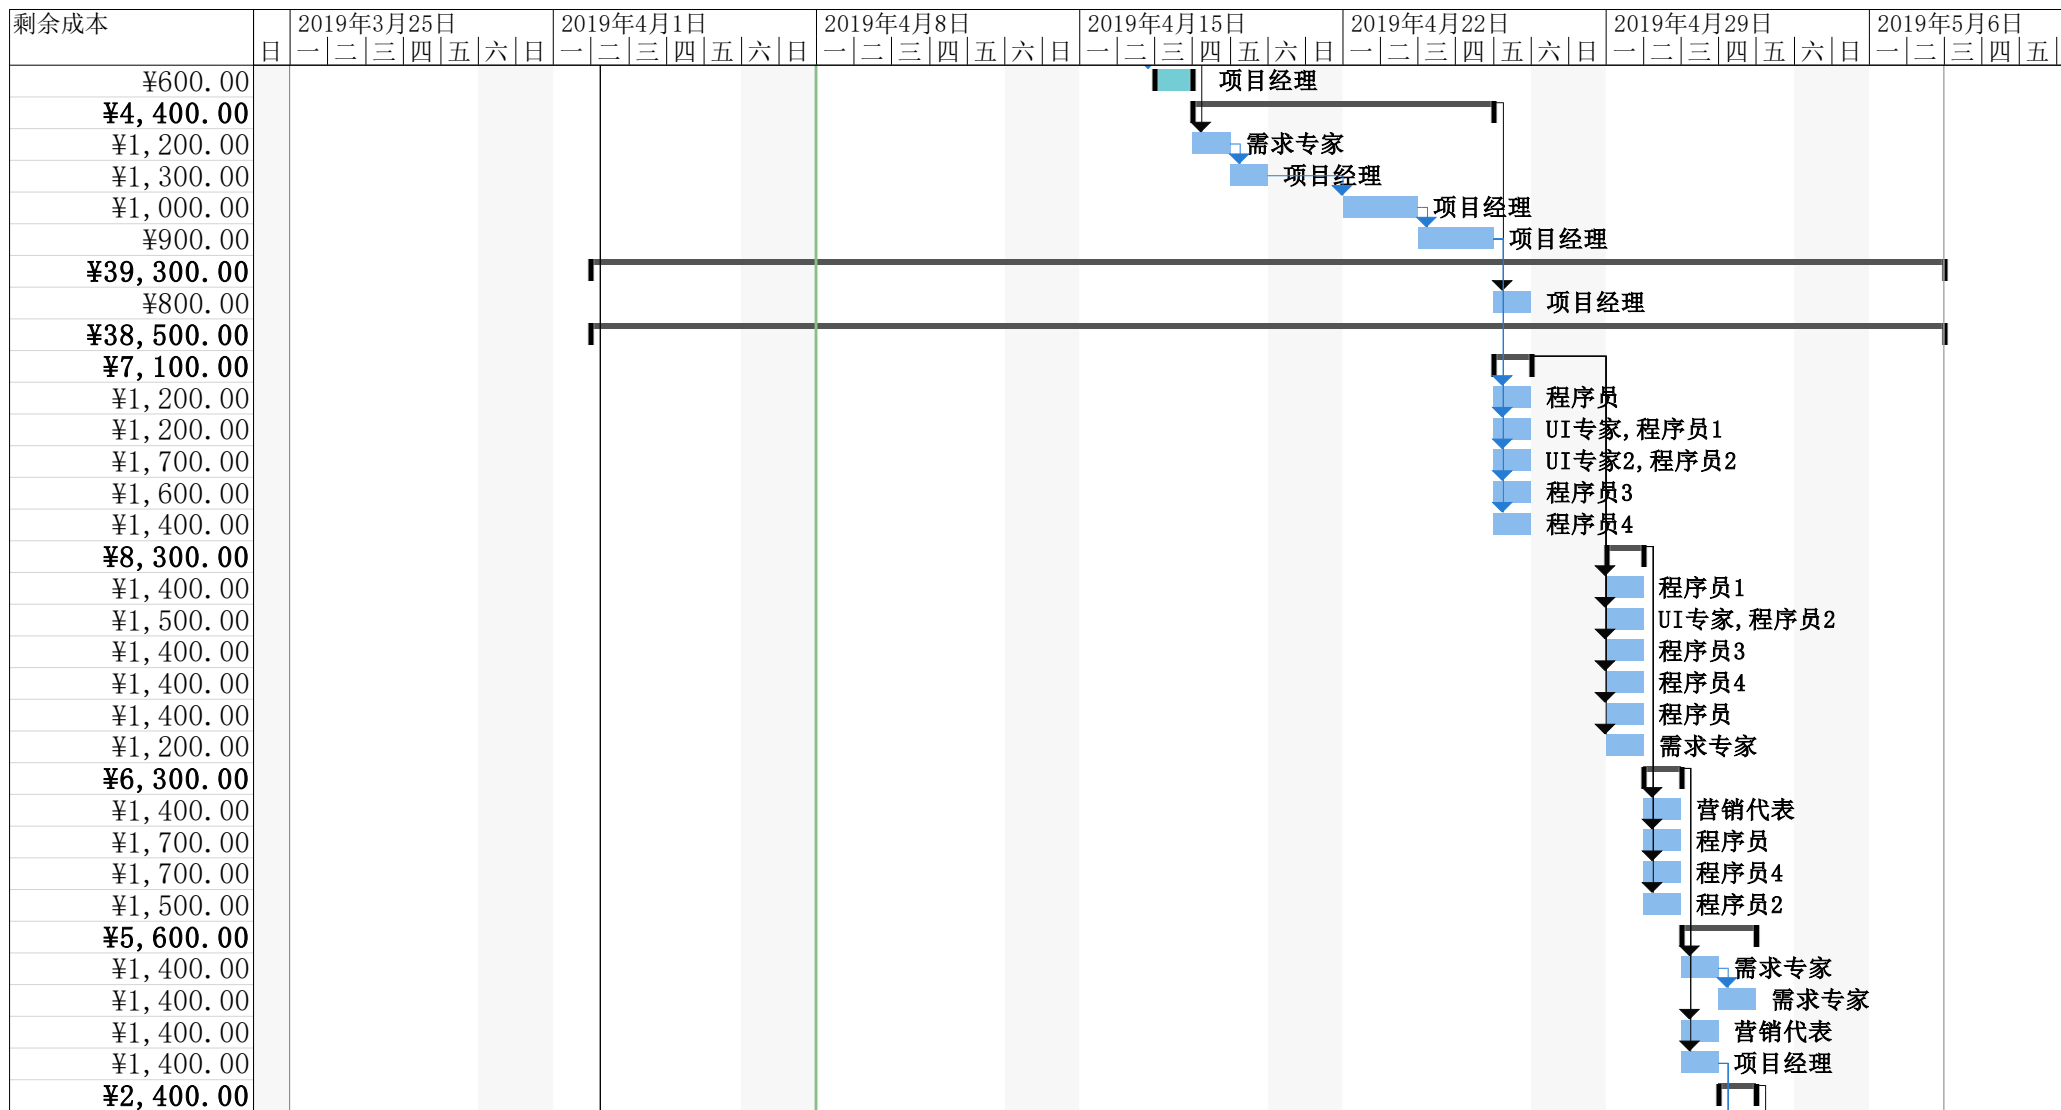 剩余成本 2019年3月25日 2019年4月1日 2019年4月8日 2019年4月15日 2019年4月22日 2019年4月29日 2019年5月6日
日 一 二 三 四 五 六 日 一 二 三 四 五 六 日 一 二 三 四 五 六 日 一 二 三 四 五 六 日 一 二 三 四 五 六 日 一 二 三 四 五 六 日 一 二 三 四 五
¥600.00 项目经理
¥4,400.00
¥1,200.00 需求专家
¥1,300.00 项目经理
¥1,000.00 项目经理
¥900.00 项目经理
¥39,300.00
¥800.00 项目经理
¥38,500.00
¥7,100.00
¥1,200.00 程序员
¥1,200.00 UI专家,程序员1
¥1,700.00 UI专家2,程序员2
¥1,600.00 程序员3
¥1,400.00 程序员4
¥8,300.00
¥1,400.00 程序员1
¥1,500.00 UI专家,程序员2
¥1,400.00 程序员3
¥1,400.00 程序员4
¥1,400.00 程序员
¥1,200.00 需求专家
¥6,300.00
¥1,400.00 营销代表
¥1,700.00 程序员
¥1,700.00 程序员4
¥1,500.00 程序员2
¥5,600.00
¥1,400.00 需求专家
¥1,400.00 需求专家
¥1,400.00 营销代表
¥1,400.00 项目经理
¥2,400.00